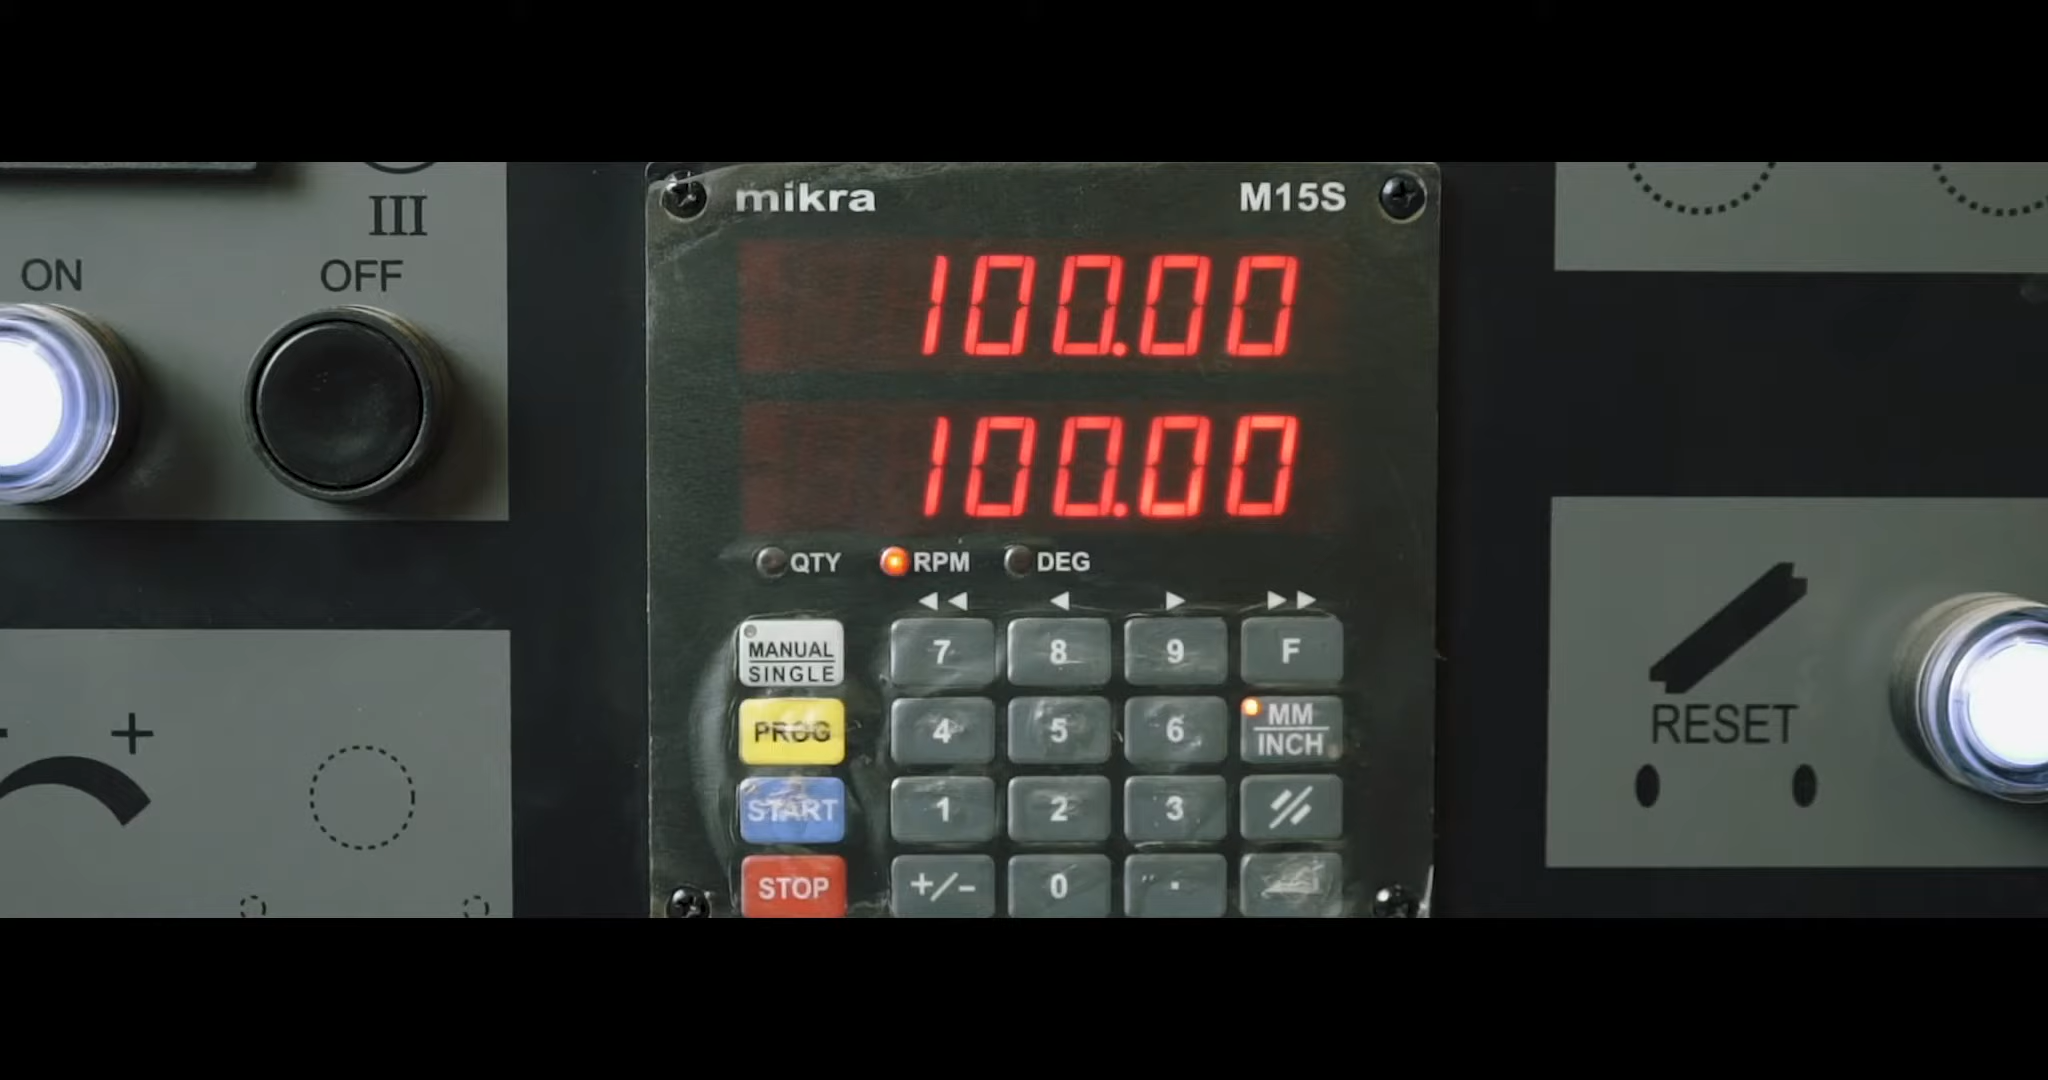 III
ON OFF
mikra M15S
100.00
100.00
QTY RPM DEG
MANUAL
SINGLE
7 8 9 F
PROG
4 5 6 MM
INCH
START
1 2 3
STOP
+/- 0 .
- +
RESET